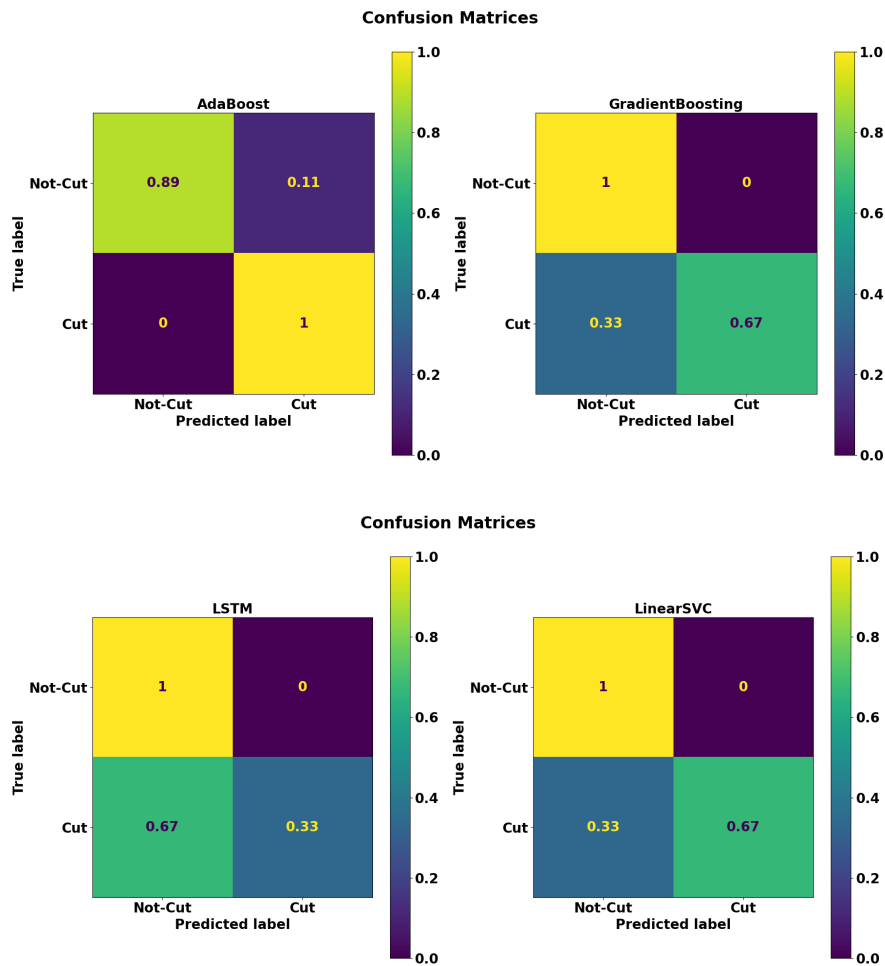 Confusion Matrices
AdaBoost
True label
Not-Cut
Cut
0.89
0.11
0
1
Not-Cut
Cut
Predicted label
1.0
0.8
0.6
0.4
0.2
0.0
GradientBoosting
True label
Not-Cut
Cut
1
0
0.33
0.67
Not-Cut
Cut
Predicted label
1.0
0.8
0.6
0.4
0.2
0.0
Confusion Matrices
LSTM
True label
Not-Cut
Cut
1
0
0.67
0.33
Not-Cut
Cut
Predicted label
1.0
0.8
0.6
0.4
0.2
0.0
LinearSVC
True label
Not-Cut
Cut
1
0
0.33
0.67
Not-Cut
Cut
Predicted label
1.0
0.8
0.6
0.4
0.2
0.0